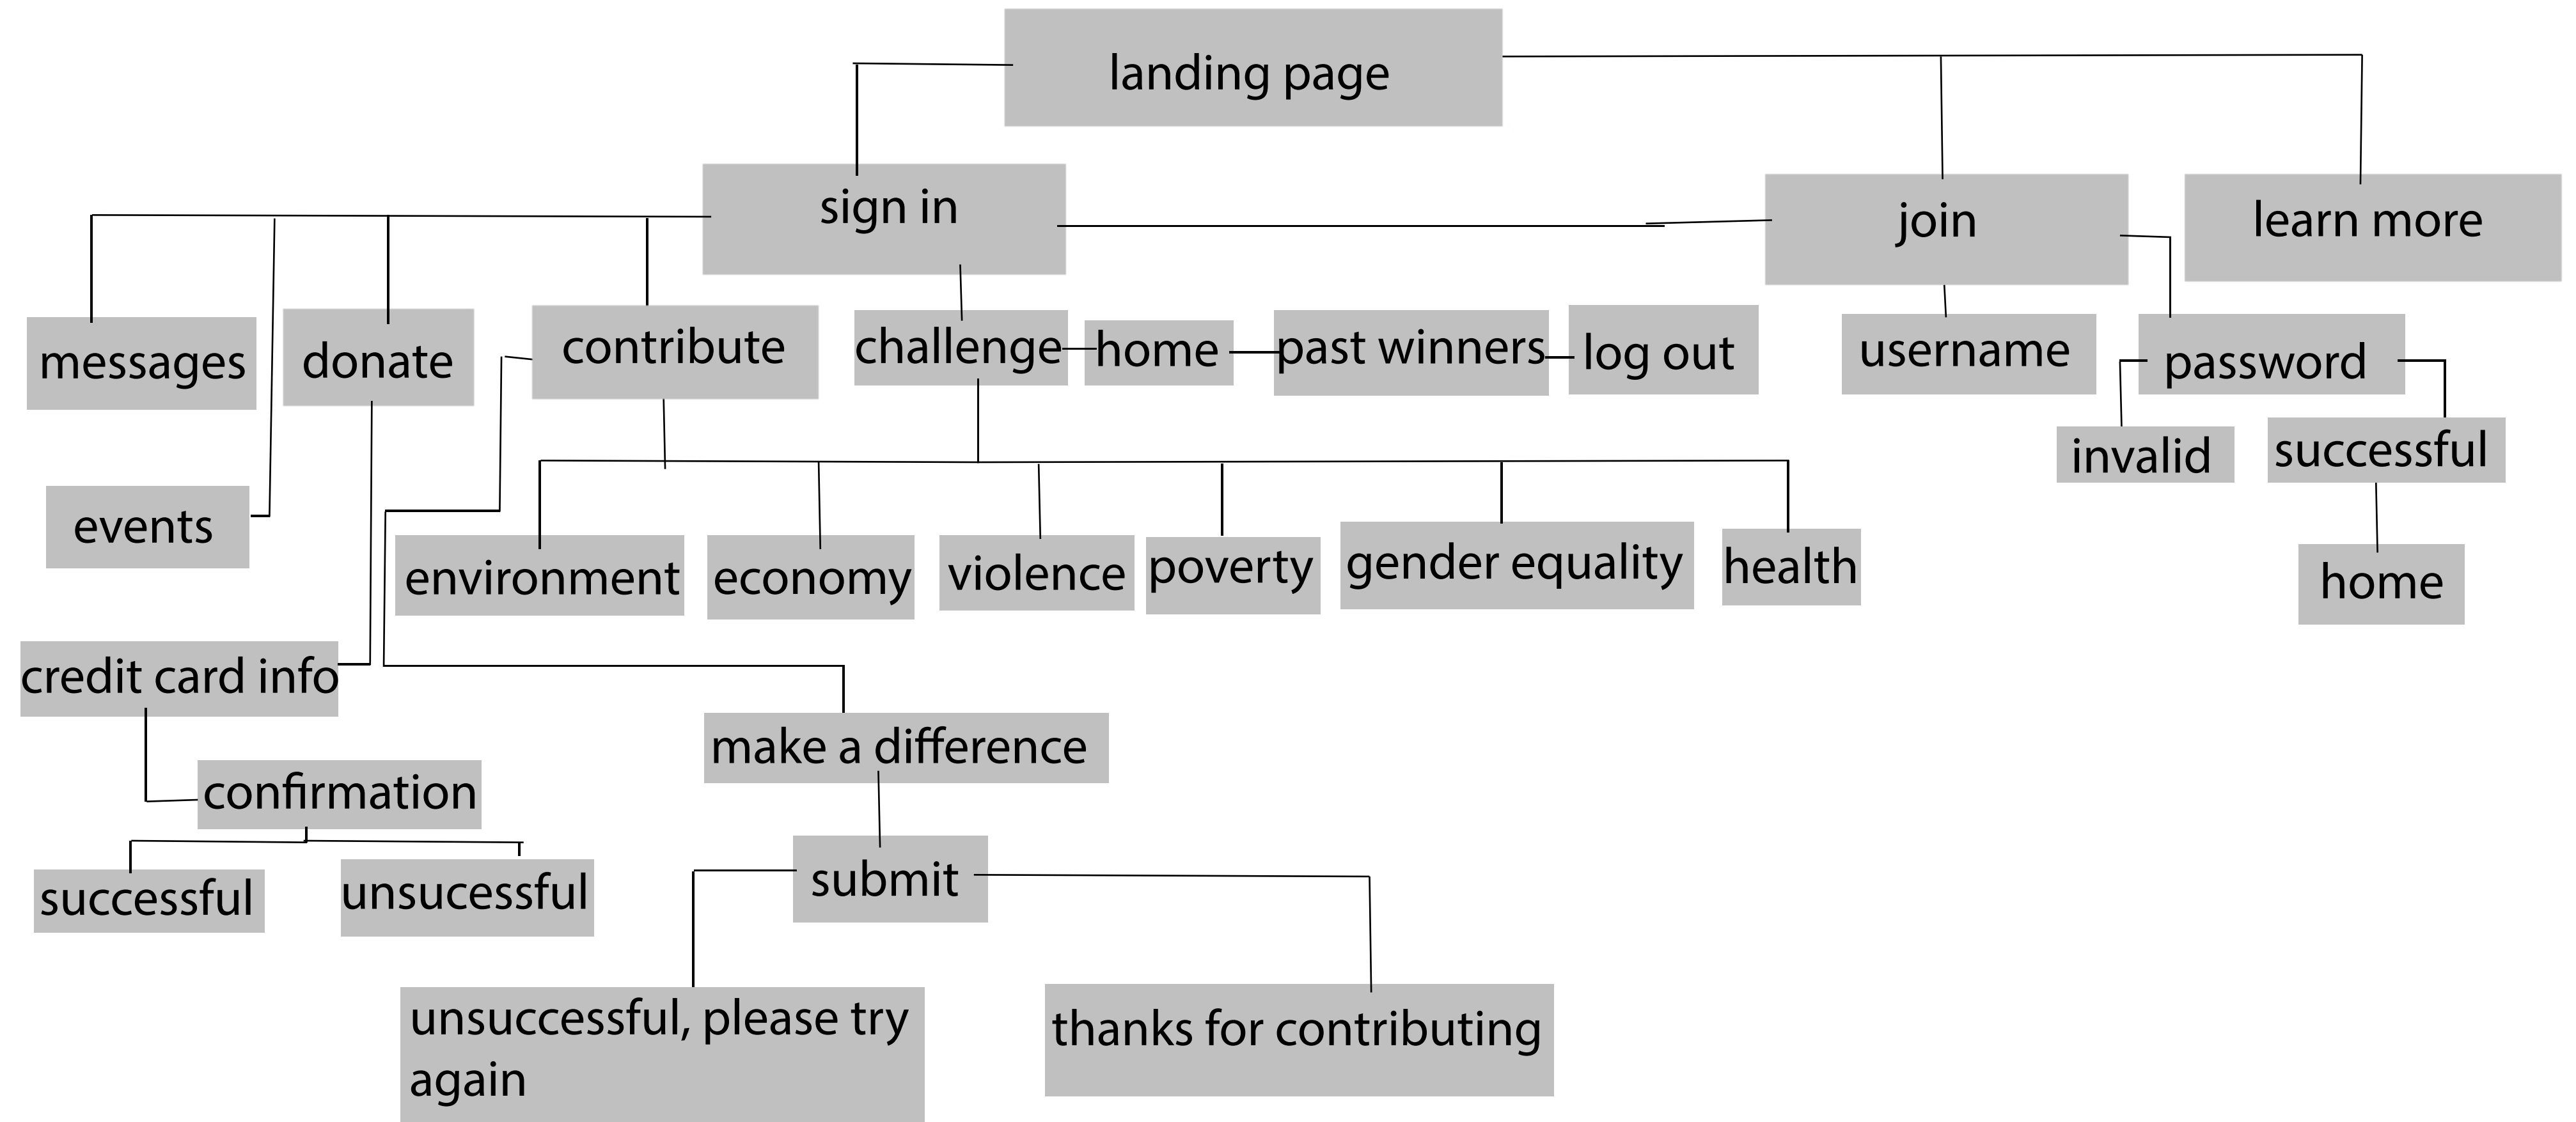 landing page
sign in
join
learn more
messages
donate
contribute
challenge
home
past winners
log out
username
password
invalid
successful
events
environment
economy
violence
poverty
gender equality
health
home
credit card info
make a difference
confirmation
submit
successful
unsucessful
unsuccessful, please try
again
thanks for contributing